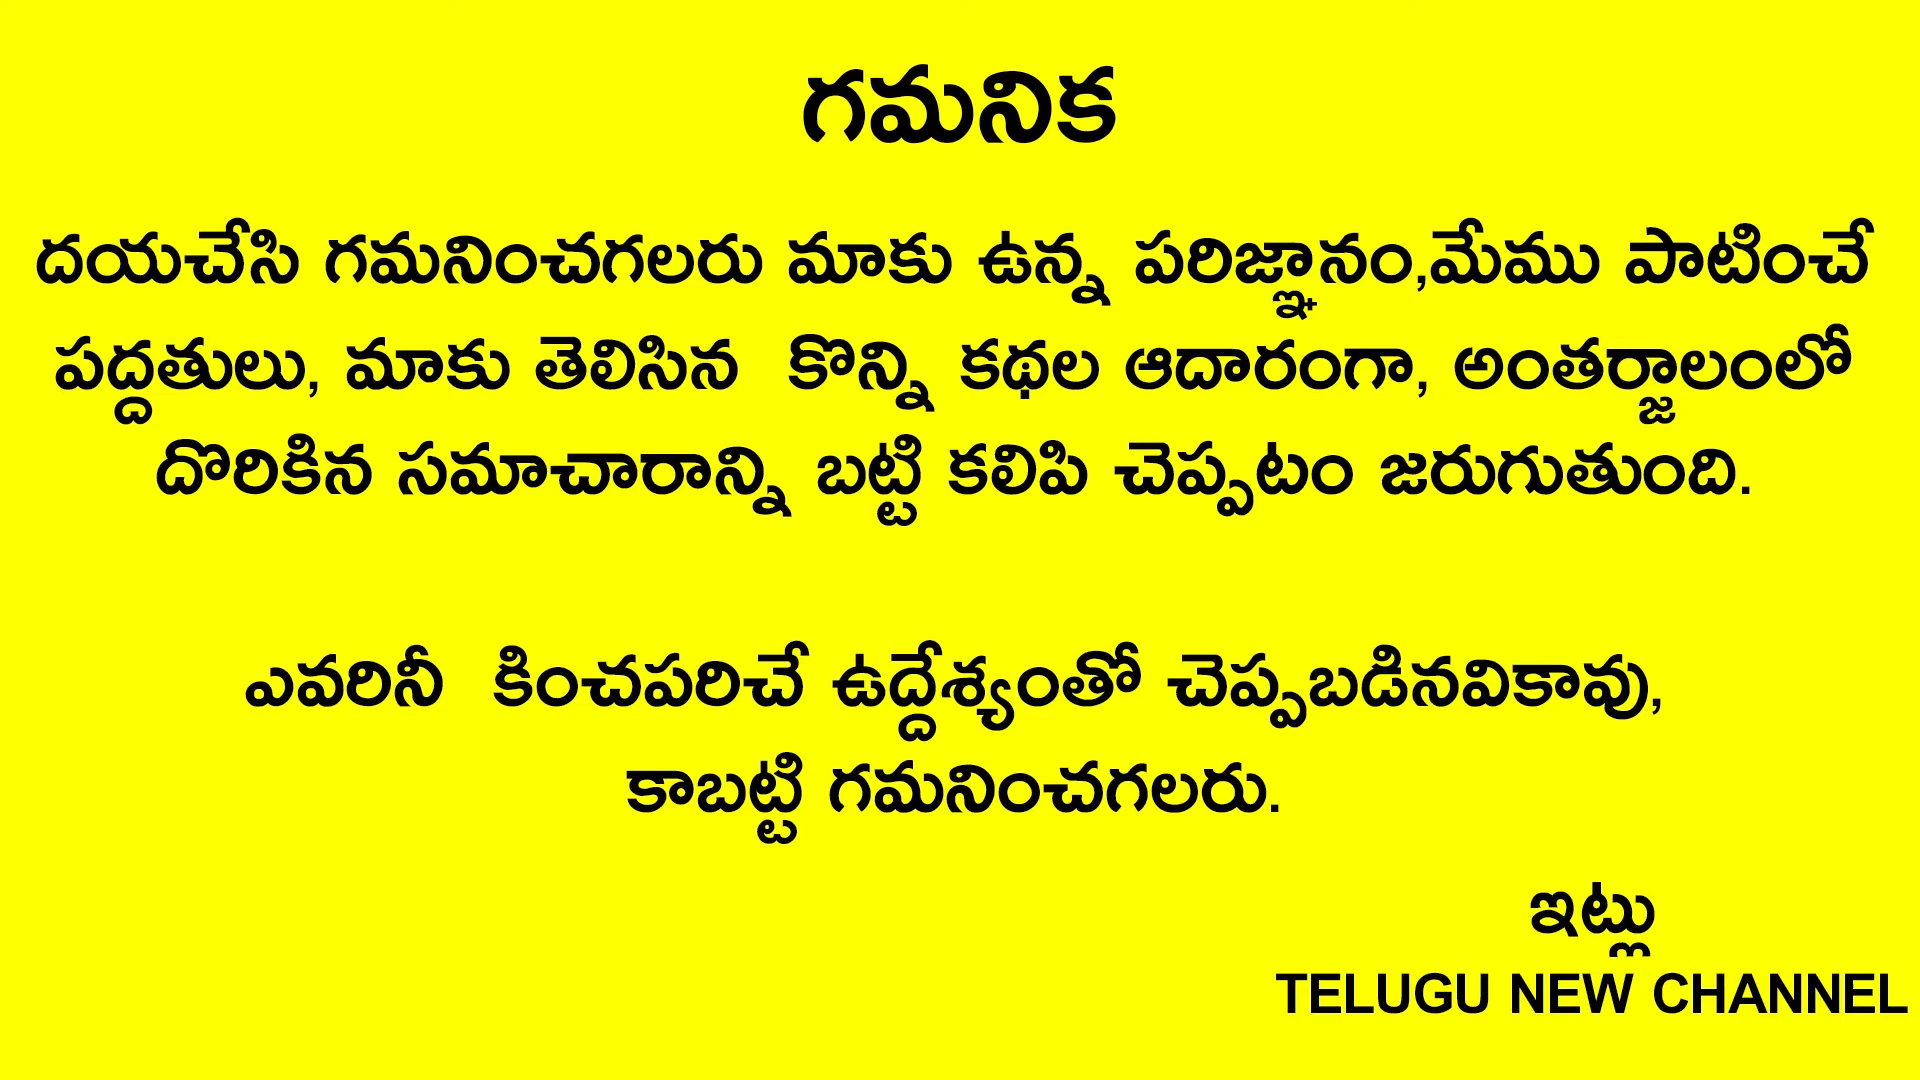 గమనిక
దయచేసి గమనించగలరు మాకు ఉన్న పరిజ్ఞానం,మేము పాటించే
పద్దతులు, మాకు తెలిసిన కొన్ని కథల ఆదారంగా, అంతర్జాలంలో
దొరికిన సమాచారాన్ని బట్టి కలిపి చెప్పటం జరుగుతుంది.
ఎవరినీ కించపరిచే ఉద్దేశ్యంతో చెప్పబడినవికావు,
కాబట్టి గమనించగలరు.
ఇట్లు
TELUGU NEW CHANNEL